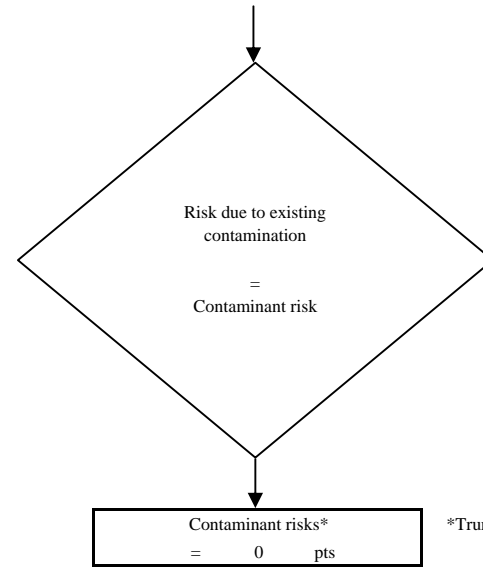 Risk due to existing
contamination
=
Contaminant risk
Contaminant risks*
= 0 pts